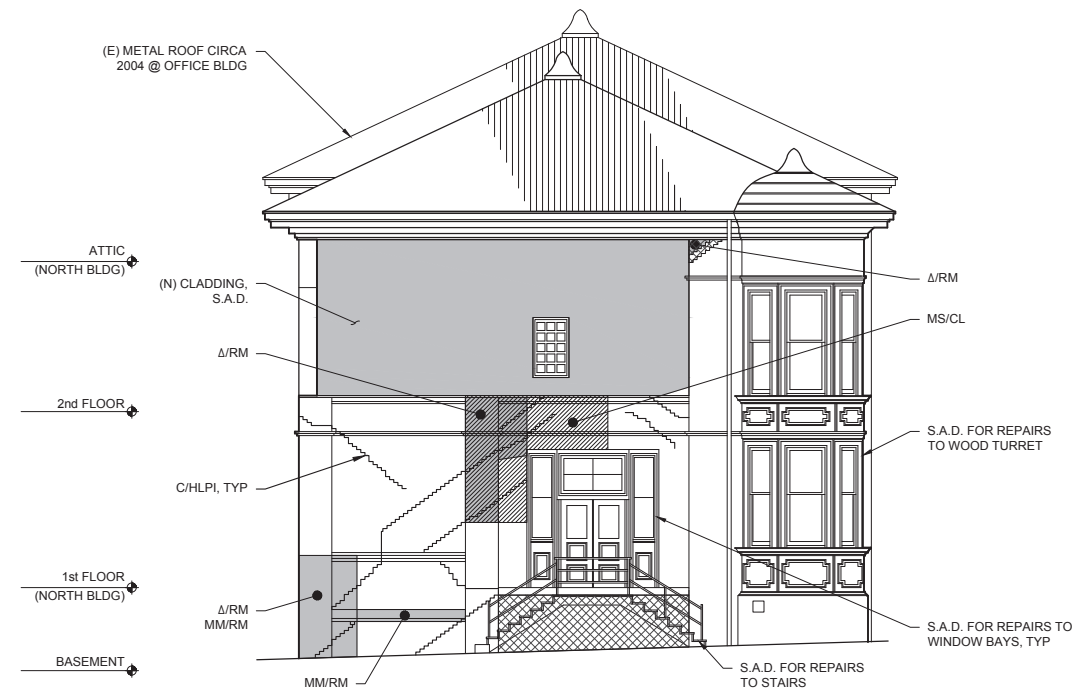 (E) METAL ROOF CIRCA
2004 @ OFFICE BLDG
ATTIC
(NORTH BLDG)
(N) CLADDING,
S.A.D.
Δ/RM
Δ/RM
MS/CL
2nd FLOOR
S.A.D. FOR REPAIRS
TO WOOD TURRET
C/HLPI, TYP
1st FLOOR
(NORTH BLDG)
Δ/RM
MM/RM
S.A.D. FOR REPAIRS TO
WINDOW BAYS, TYP
BASEMENT
S.A.D. FOR REPAIRS
TO STAIRS
MM/RM